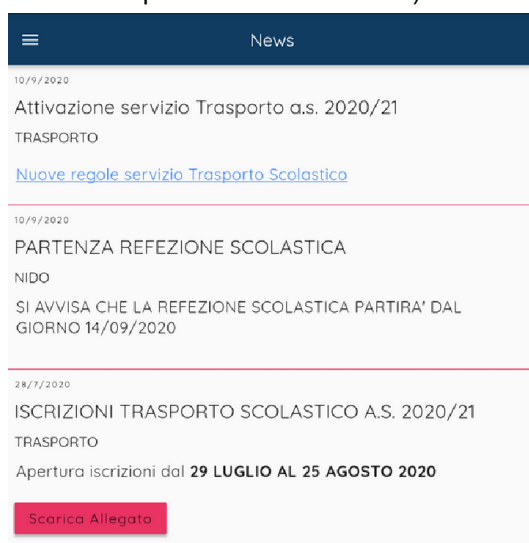 News
10/9/2020
Attivazione servizio Trasporto a.s. 2020/21
TRASPORTO
Nuove regole servizio Trasporto Scolastico
10/9/2020
PARTENZA REFEZIONE SCOLASTICA
NIDO
SI AVVISA CHE LA REFEZIONE SCOLASTICA PARTIRA' DAL
GIORNO 14/09/2020
28/7/2020
ISCRIZIONI TRASPORTO SCOLASTICO A.S. 2020/21
TRASPORTO
Apertura iscrizioni dal 29 LUGLIO AL 25 AGOSTO 2020
Scarica Allegato